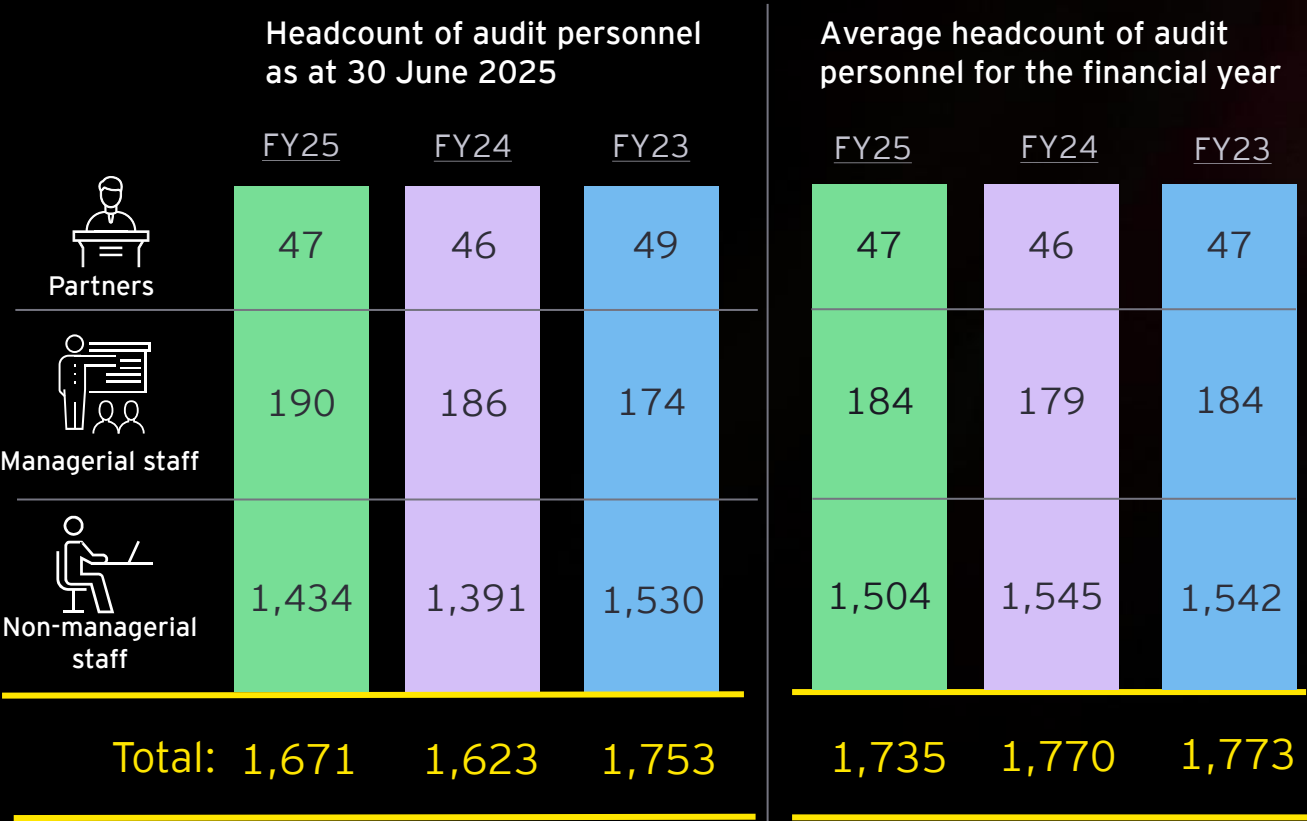 Headcount of audit personnel
as at 30 June 2025
FY25 FY24 FY23
Partners 47 46 49
Managerial staff 190 186 174
Non-managerial
staff 1,434 1,391 1,530
Total: 1,671 1,623 1,753
Average headcount of audit
personnel for the financial year
FY25 FY24 FY23
47 46 47
184 179 184
1,504 1,545 1,542
1,735 1,770 1,773